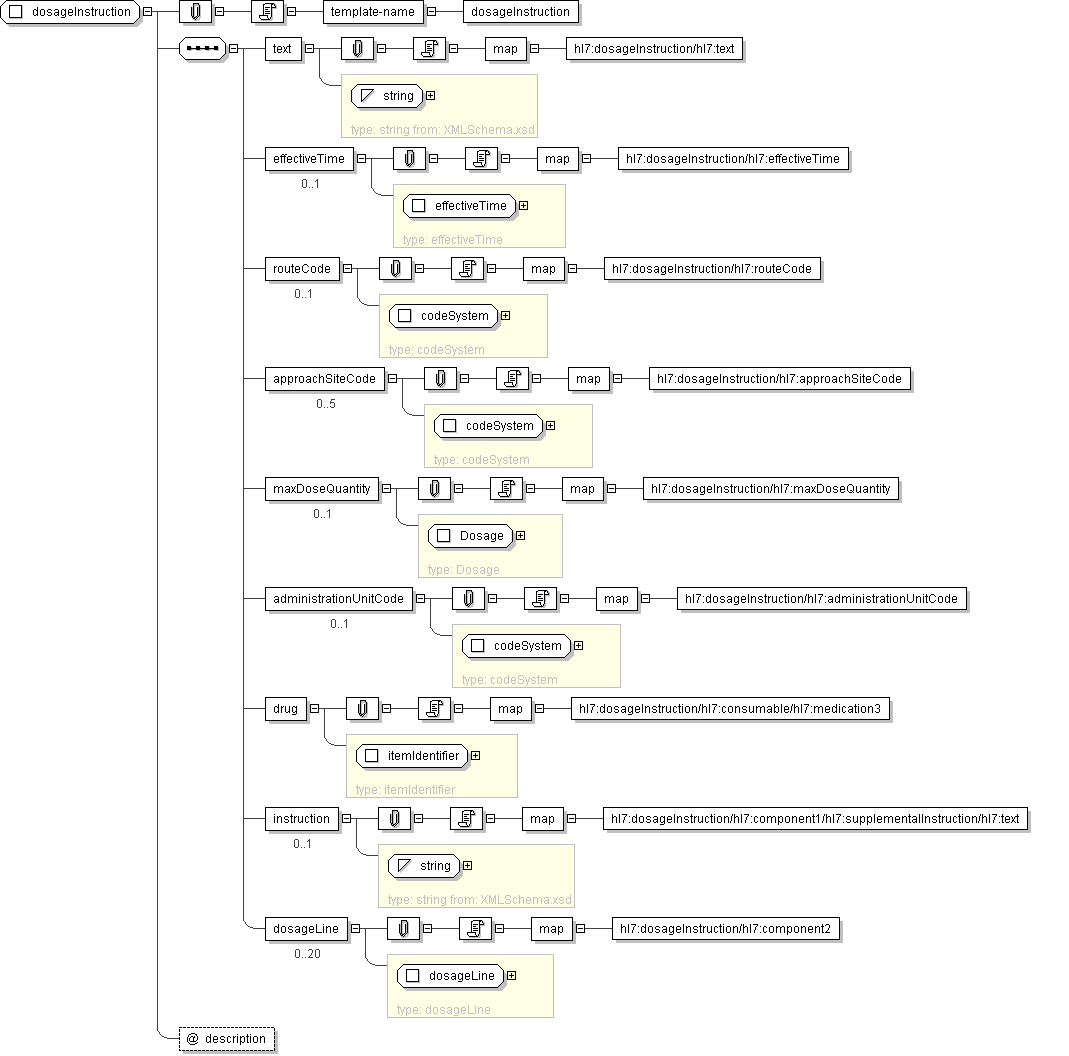 dosageInstruction template-name dosageInstruction
text map hl7:dosageInstruction/hl7:text
string
type: string from: XMLSchema.xsd
effectiveTime map hl7:dosageInstruction/hl7:effectiveTime
0..1
effectiveTime
type: effectiveTime
routeCode map hl7:dosageInstruction/hl7:routeCode
0..1
codeSystem
type: codeSystem
approachSiteCode map hl7:dosageInstruction/hl7:approachSiteCode
0..5
codeSystem
type: codeSystem
maxDoseQuantity map hl7:dosageInstruction/hl7:maxDoseQuantity
0..1
Dosage
type: Dosage
administrationUnitCode map hl7:dosageInstruction/hl7:administrationUnitCode
0..1
codeSystem
type: codeSystem
drug map hl7:dosageInstruction/hl7:consumable/hl7:medication3
itemIdentifier
type: itemIdentifier
instruction map hl7:dosageInstruction/hl7:component1/hl7:supplementalInstruction/hl7:text
0..1
string
type: string from: XMLSchema.xsd
dosageLine map hl7:dosageInstruction/hl7:component2
0..20
dosageLine
type: dosageLine
@ description